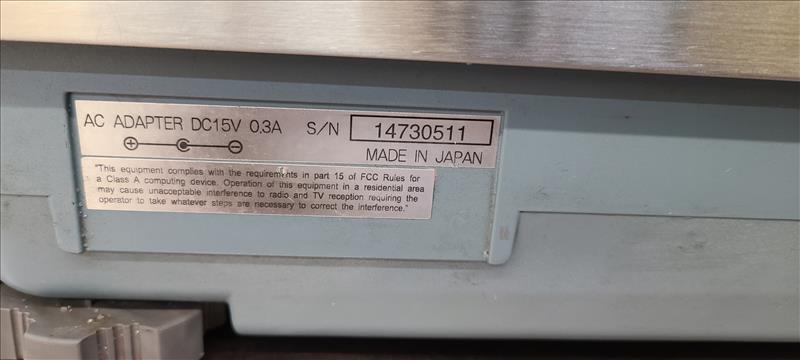 AC ADAPTER DC15V 0.3A S/N 14730511
MADE IN JAPAN
"This equipment complies with the requirements in part 15 of FCC Rules for
a Class A computing device. Operation of this equipment in a residential area
may cause unacceptable interference to radio and TV reception requiring the
operator to take whatever steps are necessary to correct the interference."